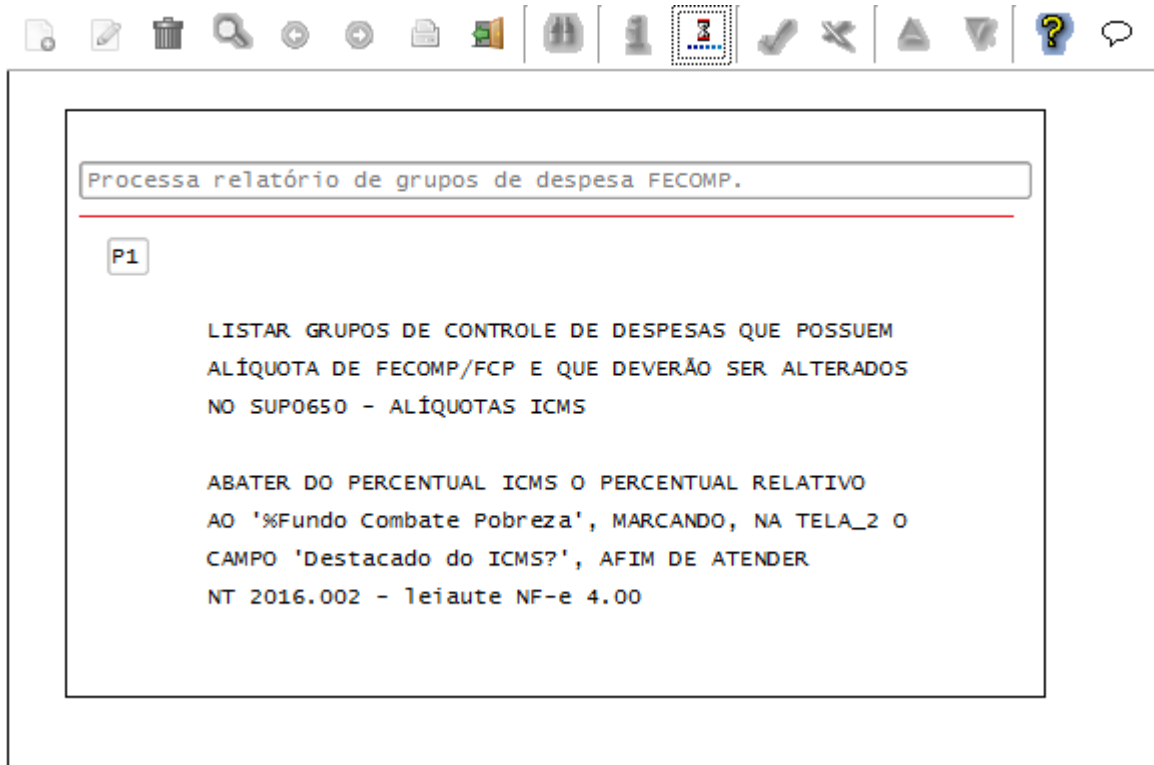 Processa relatório de grupos de despesa FECOMP.
P1
LISTAR GRUPOS DE CONTROLE DE DESPESAS QUE POSSUEM
ALÍQUOTA DE FECOMP/FCP E QUE DEVERÃO SER ALTERADOS
NO SUP0650 - ALÍQUOTAS ICMS
ABATER DO PERCENTUAL ICMS O PERCENTUAL RELATIVO
AO '%Fundo Combate Pobreza', MARCANDO, NA TELA_2 O
CAMPO 'Destacado do ICMS?', AFIM DE ATENDER
NT 2016.002 - leiaute NF-e 4.00